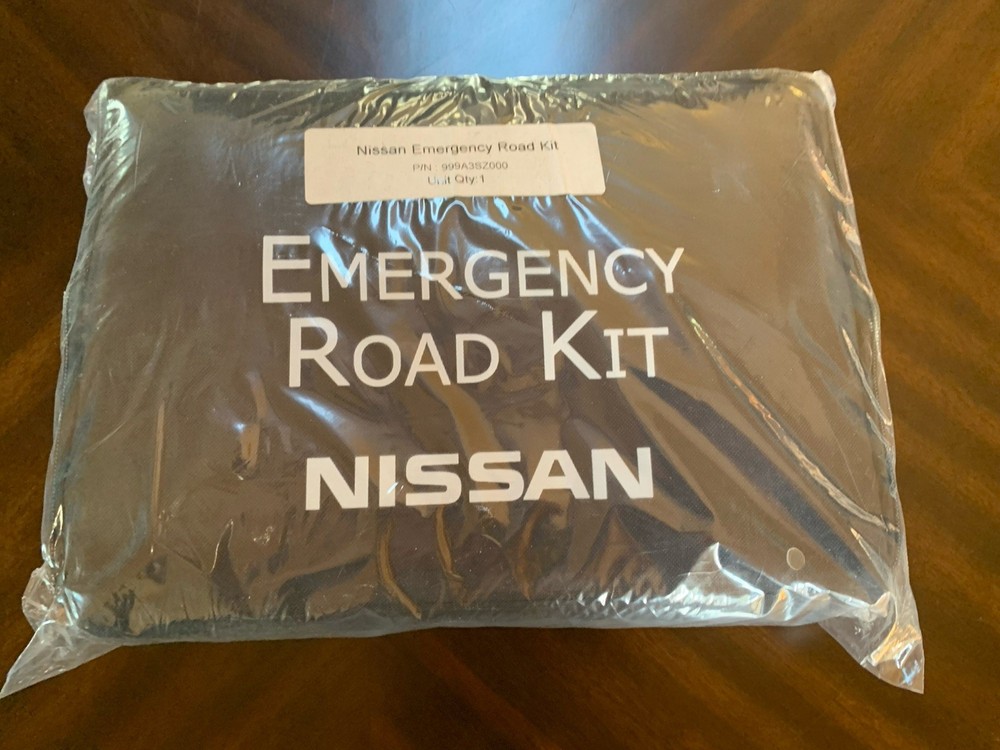 Nissan Emergency Road Kit
P/N 999A3SZ000
Unit Qty:1
EMERGENCY
ROAD KIT
NISSAN